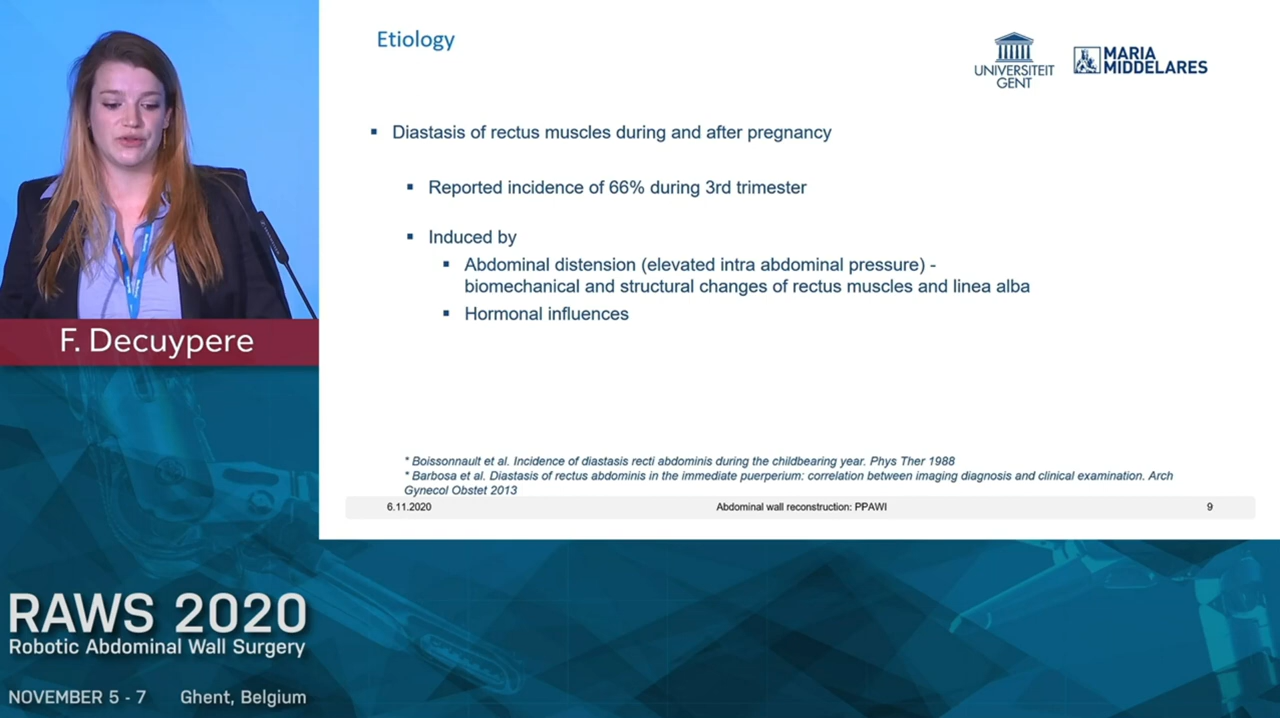 Etiology
UNIVERSITEIT
GENT
MARIA
MIDDELARES
Diastasis of rectus muscles during and after pregnancy
Reported incidence of 66% during 3rd trimester
Induced by
Abdominal distension (elevated intra abdominal pressure) -
biomechanical and structural changes of rectus muscles and linea alba
Hormonal influences
* Boissonnault et al. Incidence of diastasis recti abdominis during the childbearing year. Phys Ther 1988
* Barbosa et al. Diastasis of rectus abdominis in the immediate puerperium: correlation between imaging diagnosis and clinical examination. Arch
Gynecol Obstet 2013
6.11.2020 Abdominal wall reconstruction: PPAWI 9
F. Decuypere
RAWS 2020
Robotic Abdominal Wall Surgery
NOVEMBER 5 - 7 Ghent, Belgium